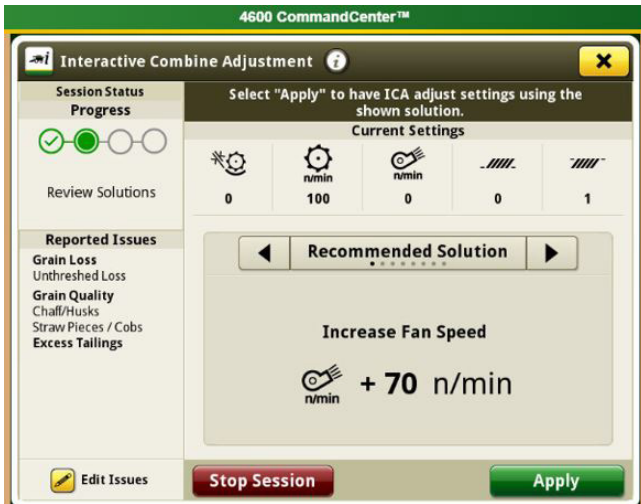 4600 CommandCenter™
Interactive Combine Adjustment i
Session Status
Progress
Review Solutions
Reported Issues
Grain Loss
Unthreshed Loss
Grain Quality
Chaff/Husks
Straw Pieces / Cobs
Excess Tailings
Edit Issues
Select "Apply" to have ICA adjust settings using the
shown solution.
Current Settings
n/min n/min
0 100 0 0 1
Recommended Solution
Increase Fan Speed
n/min + 70 n/min
Stop Session
Apply